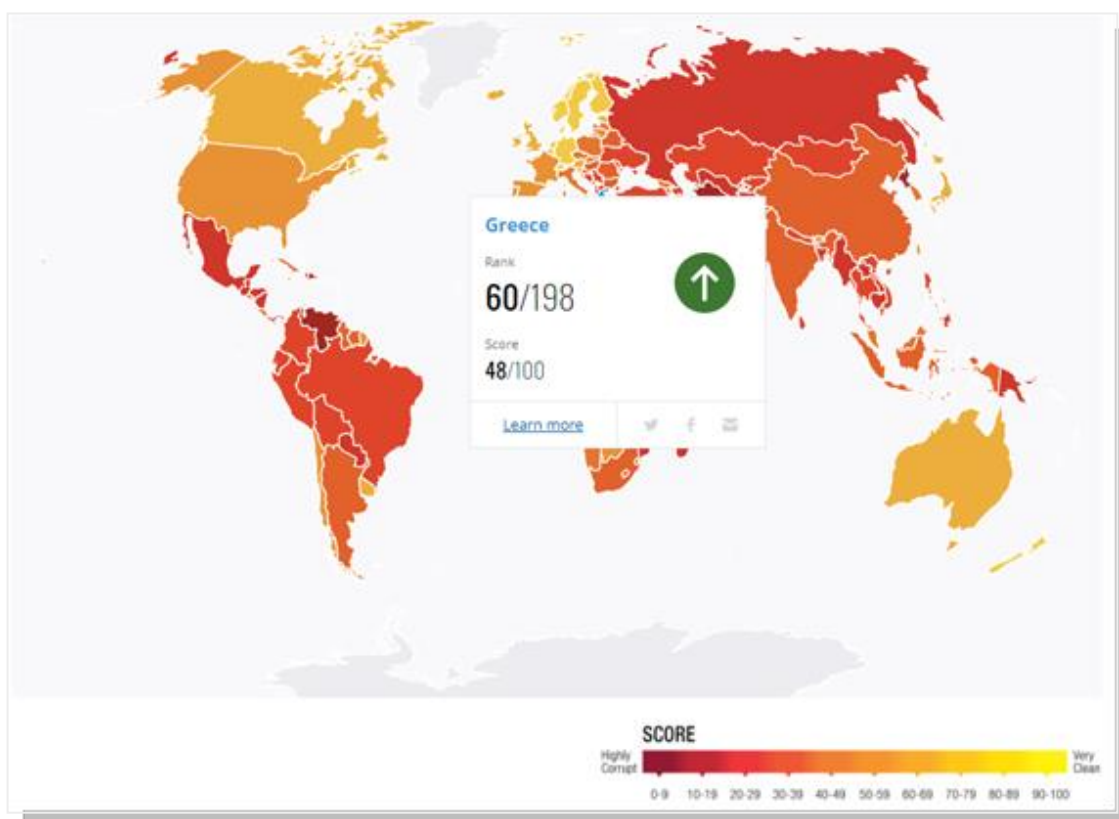 Greece
Rank
60/198
Score
48/100
Learn more
SCORE
Highly
Corrupt
Very
Clean
0-9 10-19 20-29 30-39 40-49 50-59 60-69 70-79 80-89 90-100